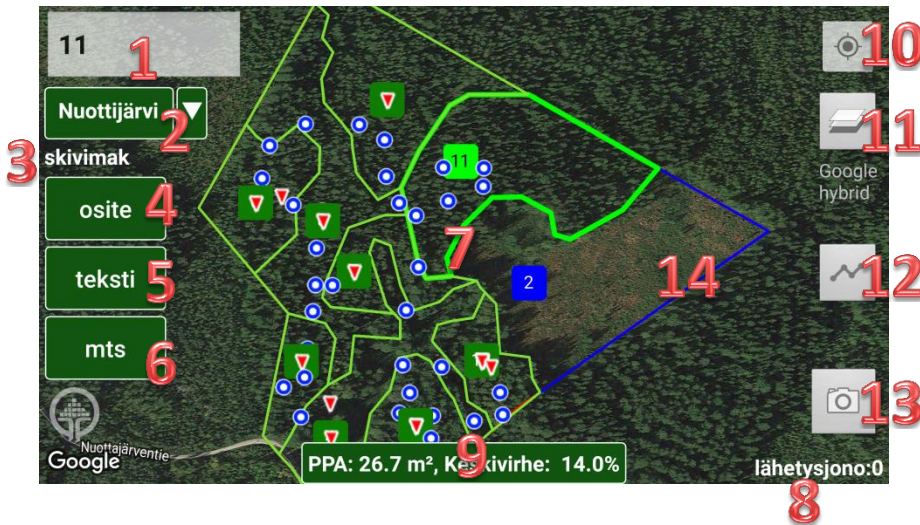 11
1
10
Nuottijärvi
2
3
skivimak
11
11
Google
hybrid
osite
4
7
teksti
5
2
14
12
mts
6
13
Nuottajärventie
Google
PPA: 26.7 m², Keskivirhe: 14.0%
9
lähetysjono:0
8